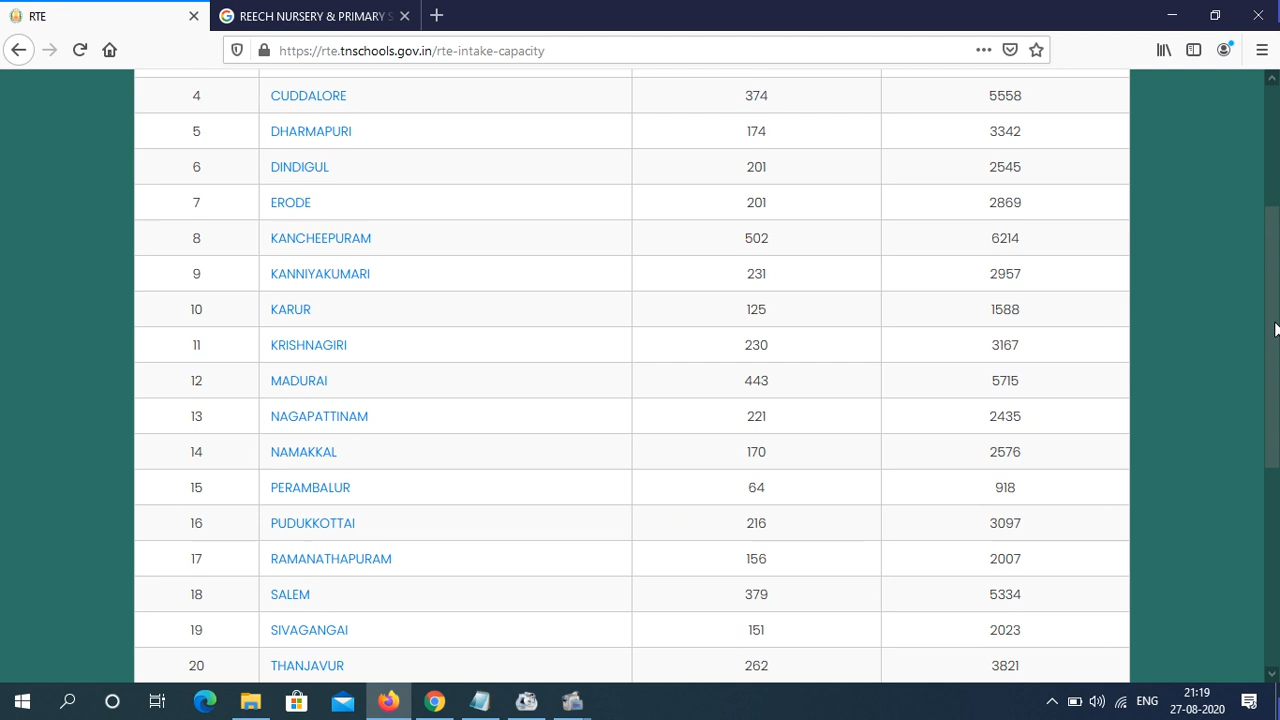 RTE
REECH NURSERY & PRIMARY S
https://rte.tnschools.gov.in/rte-intake-capacity
4 CUDDALORE 374 5558
5 DHARMAPURI 174 3342
6 DINDIGUL 201 2545
7 ERODE 201 2869
8 KANCHEEPURAM 502 6214
9 KANNIYAKUMARI 231 2957
10 KARUR 125 1588
11 KRISHNAGIRI 230 3167
12 MADURAI 443 5715
13 NAGAPATTINAM 221 2435
14 NAMAKKAL 170 2576
15 PERAMBALUR 64 918
16 PUDUKKOTTAI 216 3097
17 RAMANATHAPURAM 156 2007
18 SALEM 379 5334
19 SIVAGANGAI 151 2023
20 THANJAVUR 262 3821
ENG
21:19
27-08-2020